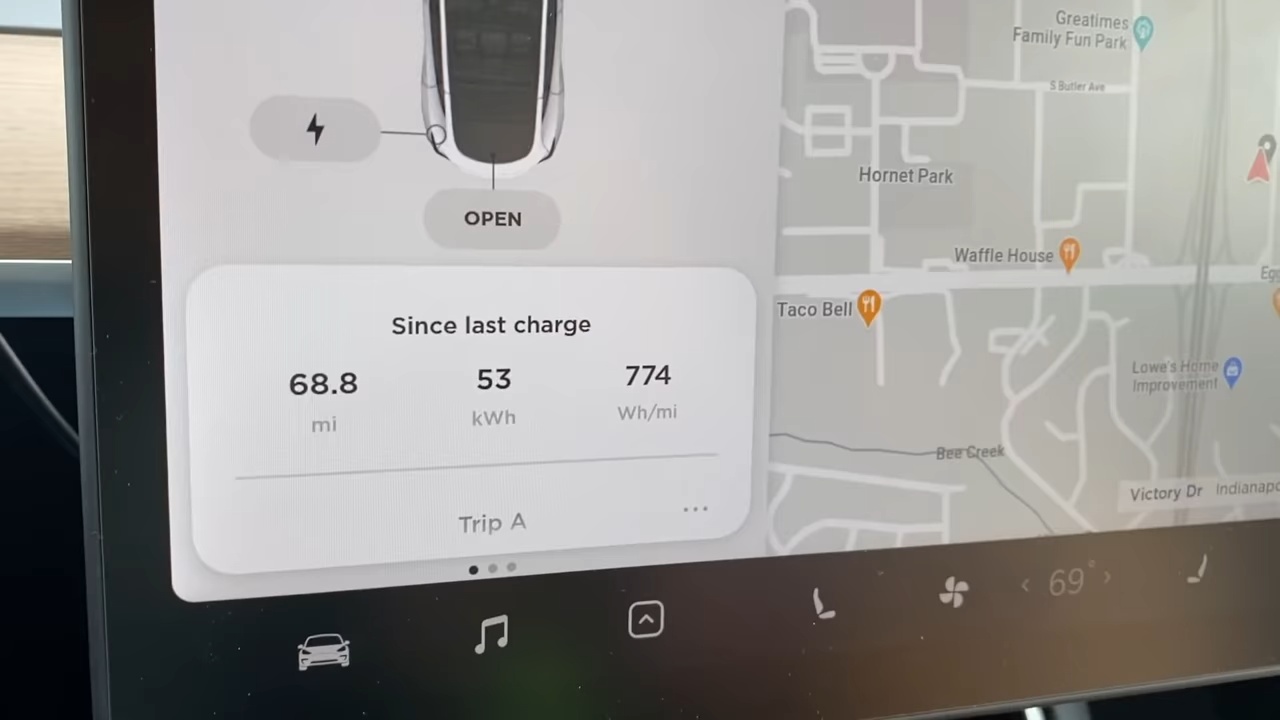 OPEN
Since last charge
68.8
mi
53
kWh
774
Wh/mi
Trip A
...
Greatimes
Family Fun Park
S Butler Ave
Hornet Park
Waffle House
Taco Bell
Lowe's Home
Improvement
Bee Creek
Victory Dr
< 69° >